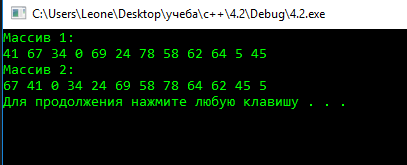 C:\Users\Leone\Desktop\учеба\c++\4.2\Debug\4.2.exe
Массив 1:
41 67 34 0 69 24 78 58 62 64 5 45
Массив 2:
67 41 0 34 24 69 58 78 64 62 45 5
Для продолжения нажмите любую клавишу . . .